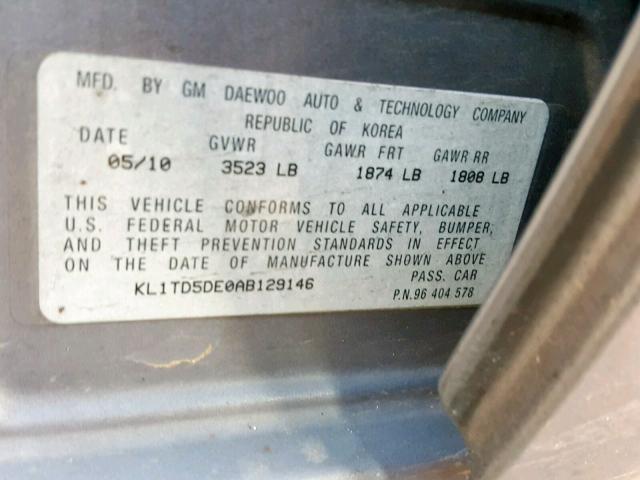 MFD. BY GM DAEWOO AUTO & TECHNOLOGY COMPANY
REPUBLIC OF KOREA
DATE GVWR GAWR FRT GAWR RR
05/10 3523 LB 1874 LB 1808 LB
THIS VEHICLE CONFORMS TO ALL APPLICABLE
U.S. FEDERAL MOTOR VEHICLE SAFETY, BUMPER,
AND THEFT PREVENTION STANDARDS IN EFFECT
ON THE DATE OF MANUFACTURE SHOWN ABOVE
KL1TD5DE0AB129146 PASS. CAR
P.N.96 404 578